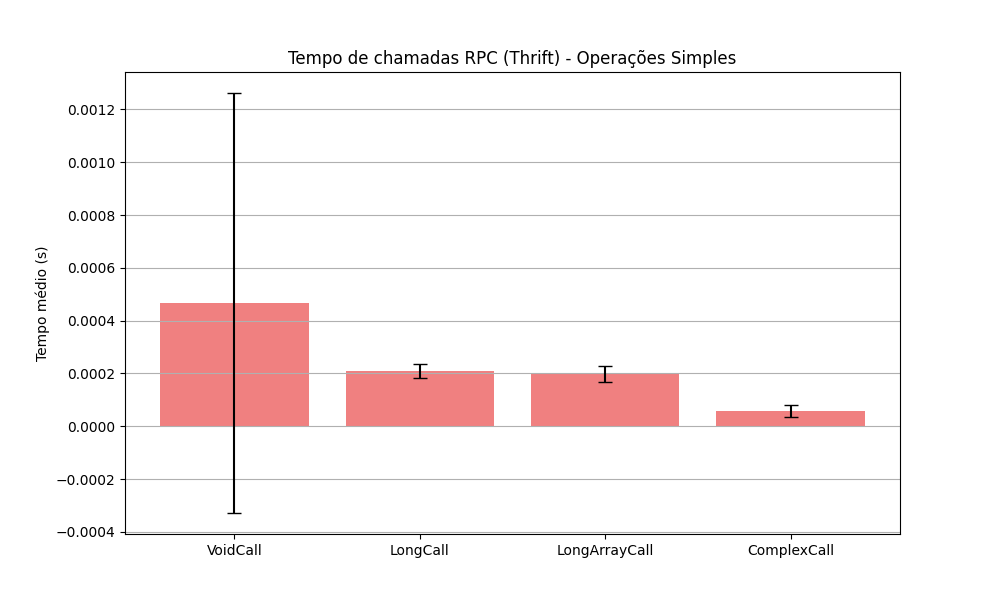 Tempo de chamadas RPC (Thrift) - Operações Simples
Tempo médio (s)
0.0012
0.0010
0.0008
0.0006
0.0004
0.0002
0.0000
−0.0002
−0.0004
VoidCall
LongCall
LongArrayCall
ComplexCall